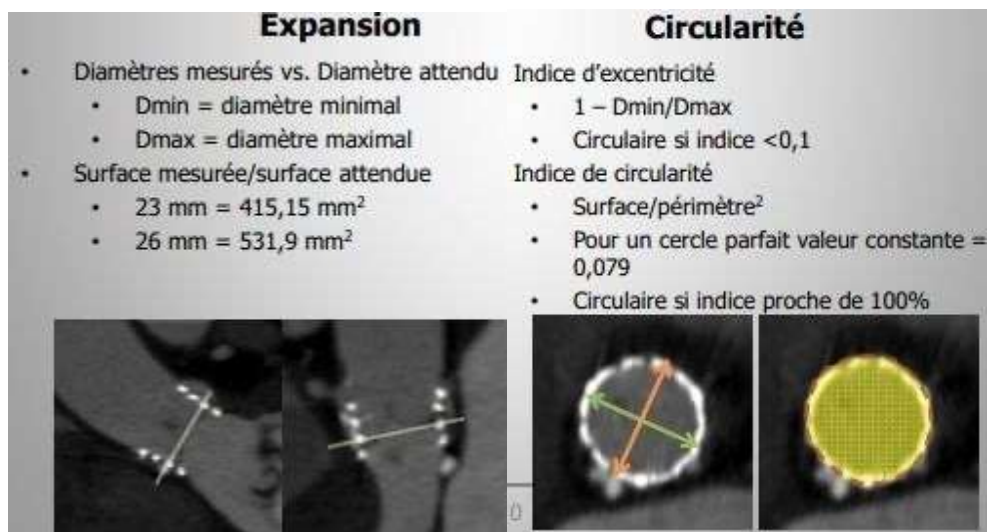 Expansion
• Diamètres mesurés vs. Diamètre attendu
• Dmin = diamètre minimal
• Dmax = diamètre maximal
• Surface mesurée/surface attendue
• 23 mm = 415,15 mm²
• 26 mm = 531,9 mm²
Circularité
Indice d'excentricité
• 1 – Dmin/Dmax
• Circulaire si indice <0,1
Indice de circularité
• Surface/périmètre²
• Pour un cercle parfait valeur constante =
0,079
• Circulaire si indice proche de 100%